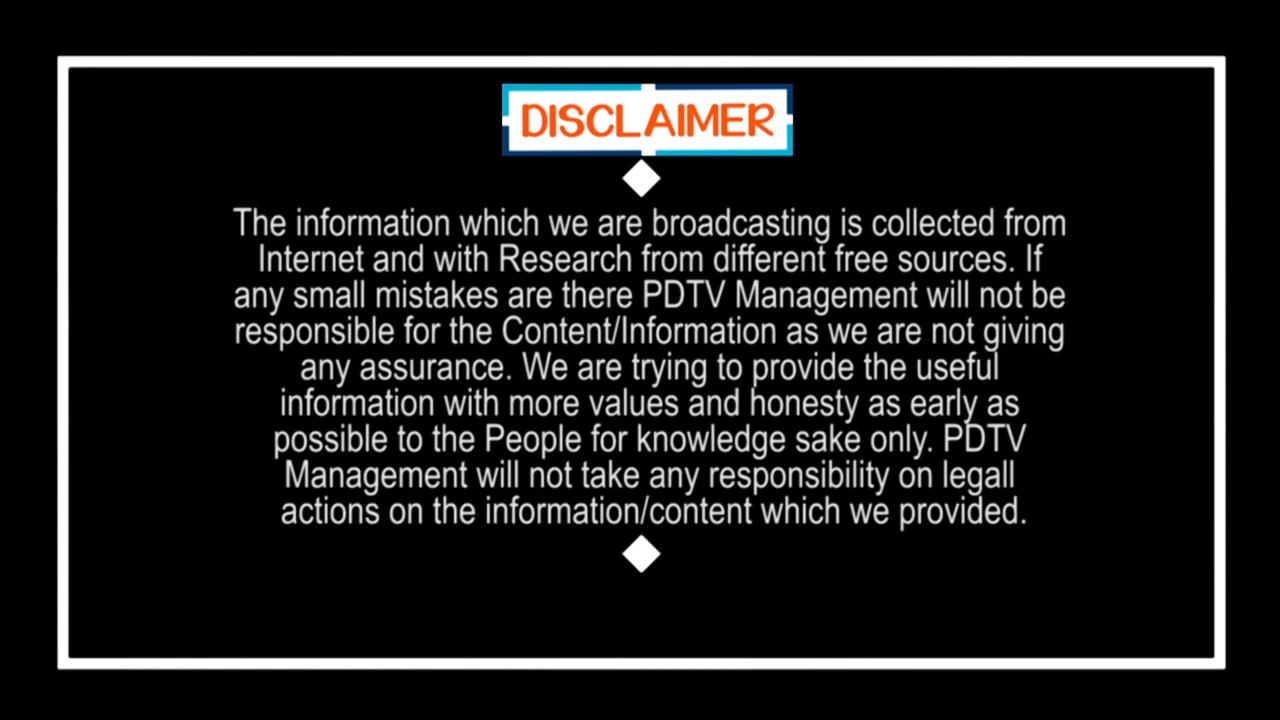 DISCLAIMER
The information which we are broadcasting is collected from
Internet and with Research from different free sources. If
any small mistakes are there PDTV Management will not be
responsible for the Content/Information as we are not giving
any assurance. We are trying to provide the useful
information with more values and honesty as early as
possible to the People for knowledge sake only. PDTV
Management will not take any responsibility on legall
actions on the information/content which we provided.